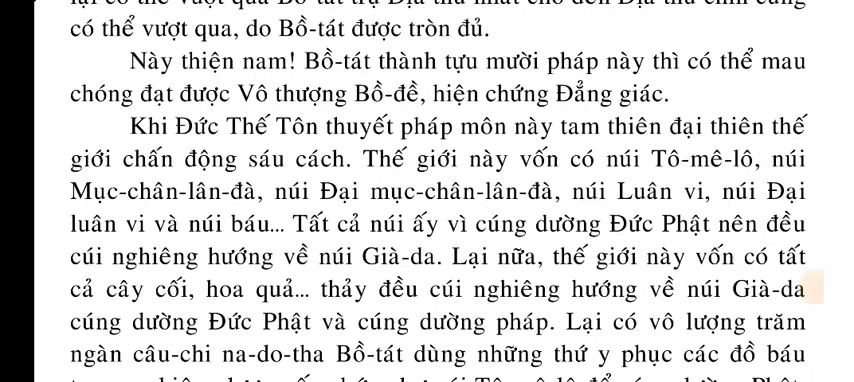 có thể vượt qua, do Bồ-tát được tròn đủ.
Này thiện nam! Bồ-tát thành tựu mười pháp này thì có thể mau
chóng đạt được Vô thượng Bồ-đề, hiện chứng Đẳng giác.
Khi Đức Thế Tôn thuyết pháp môn này tam thiên đại thiên thế
giới chấn động sáu cách. Thế giới này vốn có núi Tô-mê-lô, núi
Mục-chân-lân-đà, núi Đại mục-chân-lân-đà, núi Luân vi, núi Đại
luân vi và núi báu... Tất cả núi ấy vì cúng dường Đức Phật nên đều
cúi nghiêng hướng về núi Già-da. Lại nữa, thế giới này vốn có tất
cả cây cối, hoa quả... thảy đều cúi nghiêng hướng về núi Già-da
cúng dường Đức Phật và cúng dường pháp. Lại có vô lượng trăm
ngàn câu-chi na-do-tha Bồ-tát dùng những thứ y phục các đồ báu